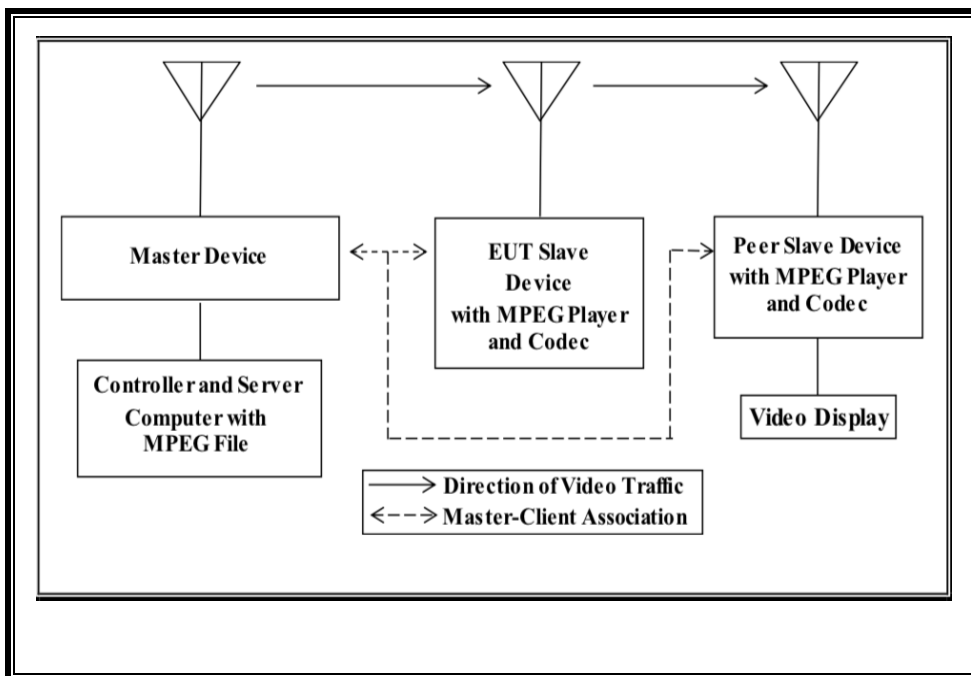 Master Device
Controller and Server
Computer with
MPEG File
EUT Slave
Device
with MPEG Player
and Codec
Peer Slave Device
with MPEG Player
and Codec
Video Display
Direction of Video Traffic
Master-Client Association